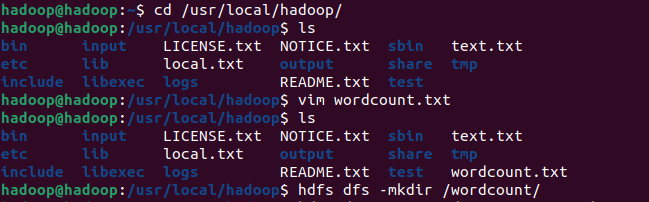 hadoop@hadoop:~$ cd /usr/local/hadoop/
hadoop@hadoop:/usr/local/hadoop$ ls
bin input LICENSE.txt NOTICE.txt sbin text.txt
etc lib local.txt output share tmp
include libexec logs README.txt test
hadoop@hadoop:/usr/local/hadoop$ vim wordcount.txt
hadoop@hadoop:/usr/local/hadoop$ ls
bin input LICENSE.txt NOTICE.txt sbin text.txt
etc lib local.txt output share tmp
include libexec logs README.txt test wordcount.txt
hadoop@hadoop:/usr/local/hadoop$ hdfs dfs -mkdir /wordcount/